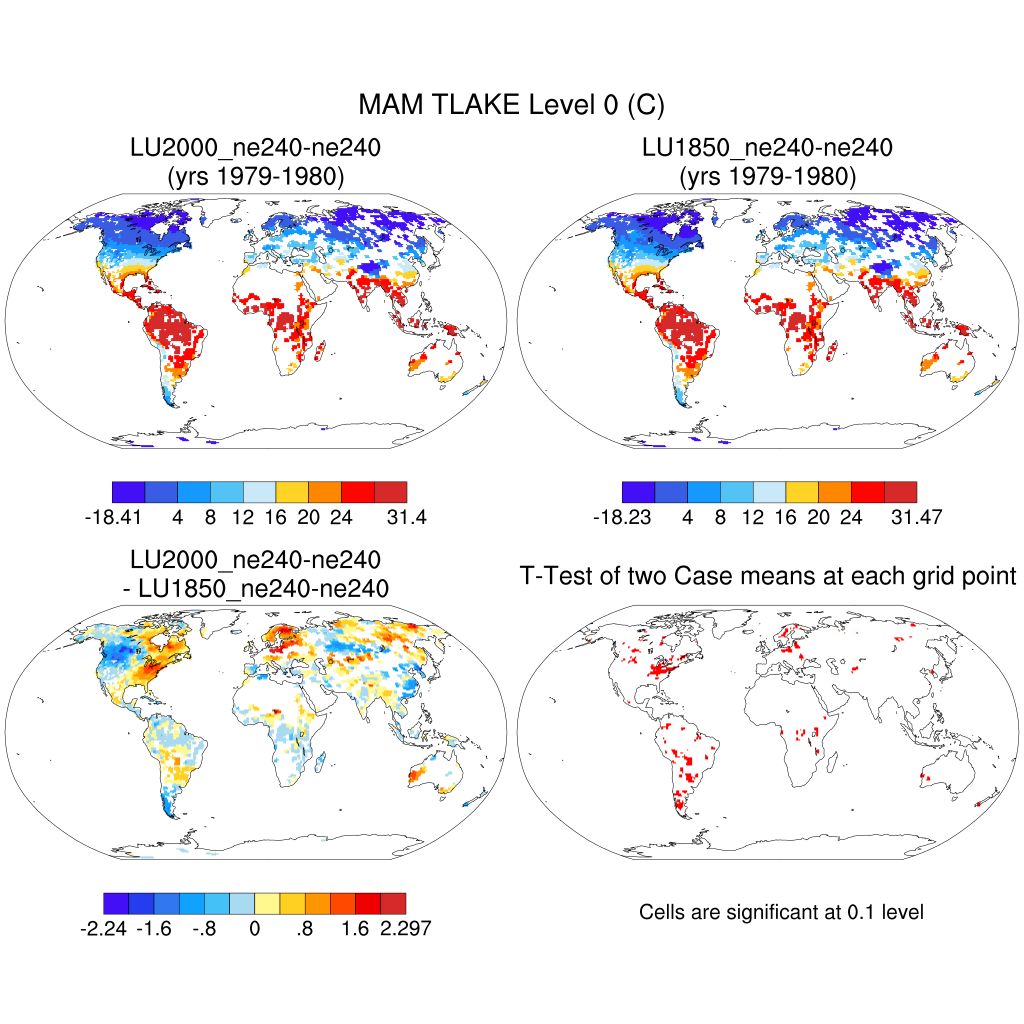 MAM TLAKE Level 0 (C)
LU2000_ne240-ne240
(yrs 1979-1980)
LU1850_ne240-ne240
(yrs 1979-1980)
-18.41 4 8 12 16 20 24 31.4
-18.23 4 8 12 16 20 24 31.47
LU2000_ne240-ne240
- LU1850_ne240-ne240
T-Test of two Case means at each grid point
-2.24 -1.6 -.8 0 .8 1.6 2.297
Cells are significant at 0.1 level